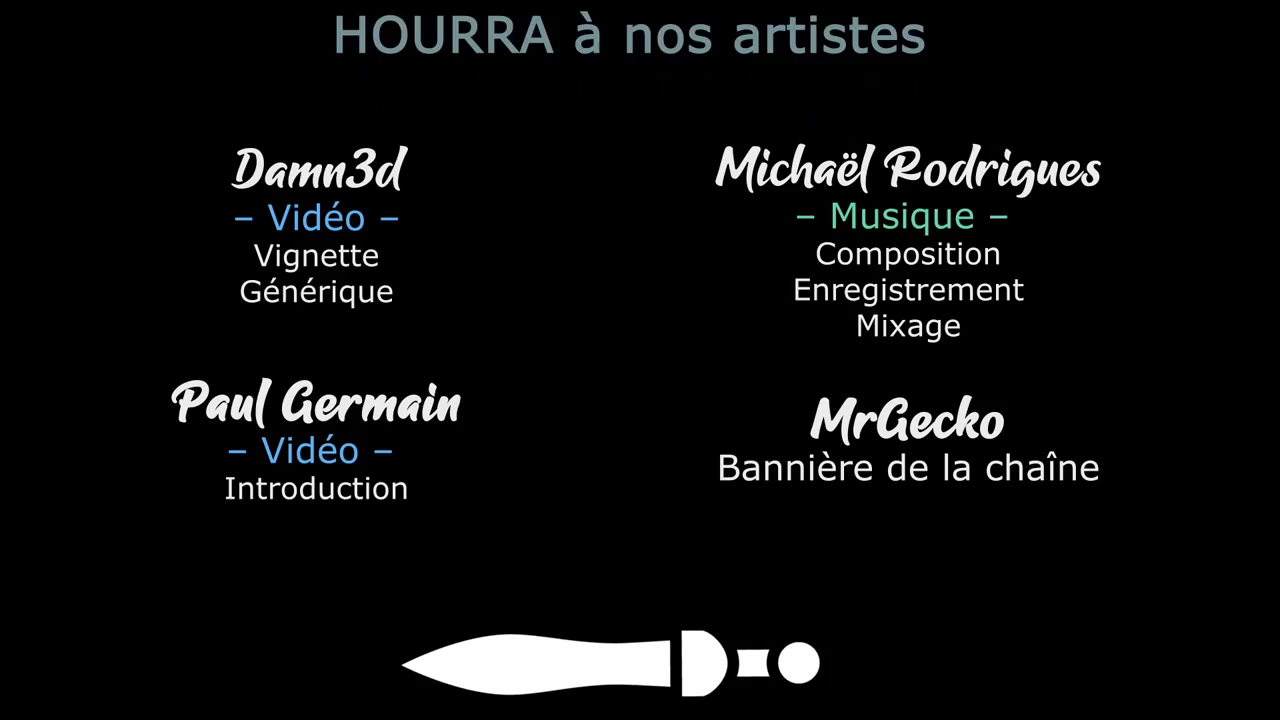 HOURRA à nos artistes
Damn3d
– Vidéo –
Vignette
Générique
Michaël Rodrigues
– Musique –
Composition
Enregistrement
Mixage
Paul Germain
– Vidéo –
Introduction
MrGecko
Bannière de la chaîne